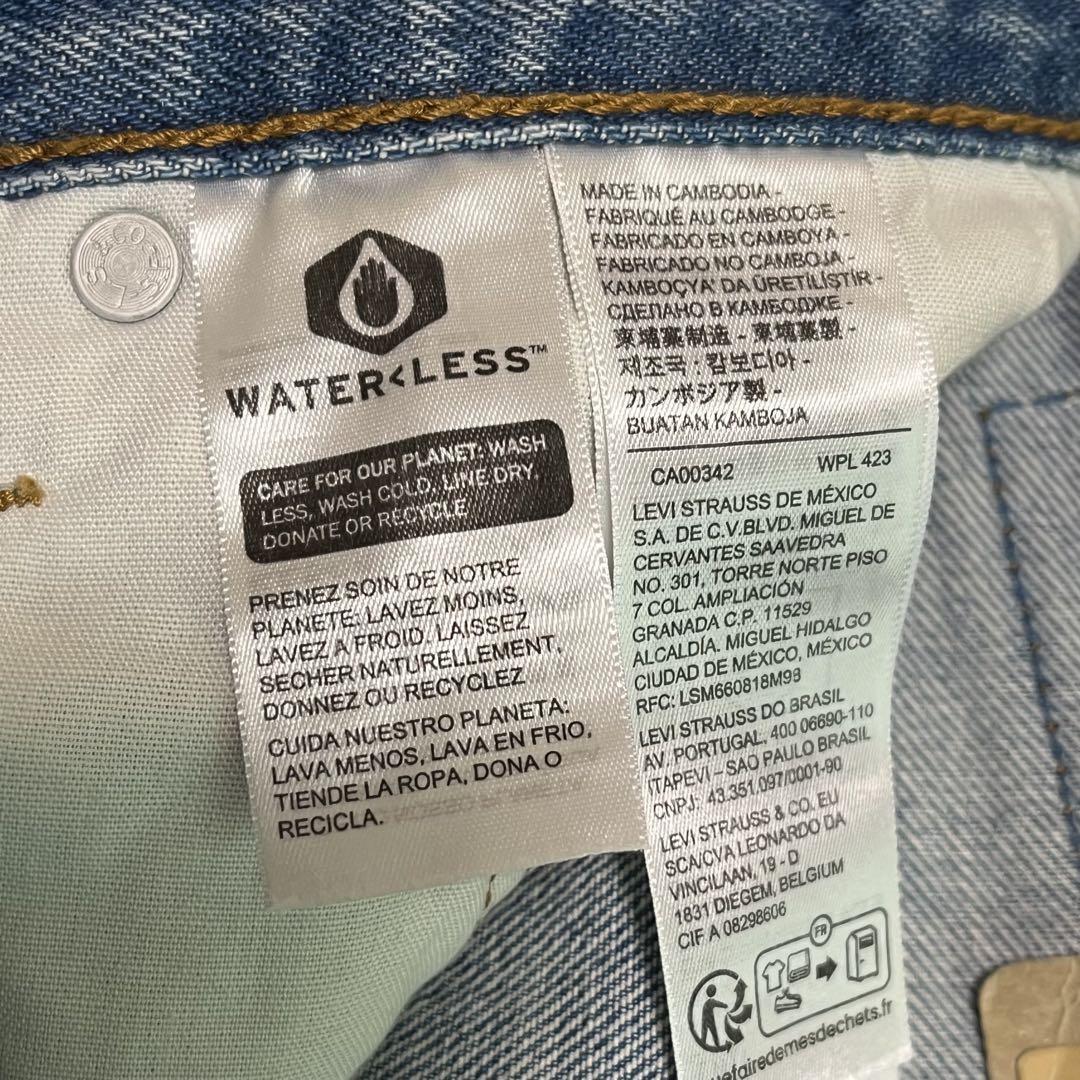 WATER<LESS™
CARE FOR OUR PLANET: WASH
LESS, WASH COLD, LINE DRY,
DONATE OR RECYCLE
PRENEZ SOIN DE NOTRE
PLANETE: LAVEZ MOINS,
LAVEZ A FROID, LAISSEZ
SECHER NATURELLEMENT,
DONNEZ OU RECYCLEZ
CUIDA NUESTRO PLANETA:
LAVA MENOS, LAVA EN FRIO,
TIENDE LA ROPA, DONA O
RECICLA.
MADE IN CAMBODIA -
FABRIQUÉ AU CAMBODGE -
FABRICADO EN CAMBOYA -
FABRICADO NO CAMBOJA -
KAMBOÇYA' DA ÜRETILISTIR -
СДЕЛАНО В КАМБОДЖЕ -
柬埔寨制造 - 柬埔寨製 -
제조국 : 캄보디아 -
カンボジア製 -
BUATAN KAMBOJA
CA00342 WPL 423
LEVI STRAUSS DE MÉXICO
S.A. DE C.V.BLVD. MIGUEL DE
CERVANTES SAAVEDRA
NO. 301, TORRE NORTE PISO
7 COL. AMPLIACIÓN
GRANADA C.P. 11529
ALCALDÍA. MIGUEL HIDALGO
CIUDAD DE MÉXICO, MÉXICO
RFC: LSM660818M98
LEVI STRAUSS DO BRASIL
AV. PORTUGAL, 400 06690-110
ITAPEVI – SAO PAULO BRASIL
CNPJ: 43.351.097/0001-90
LEVI STRAUSS & CO. EU
SCA/CVA LEONARDO DA
VINCILAAN, 19 - D
1831 DIEGEM, BELGIUM
CIF A 08298606
FR
uefairedemesdechets.fr